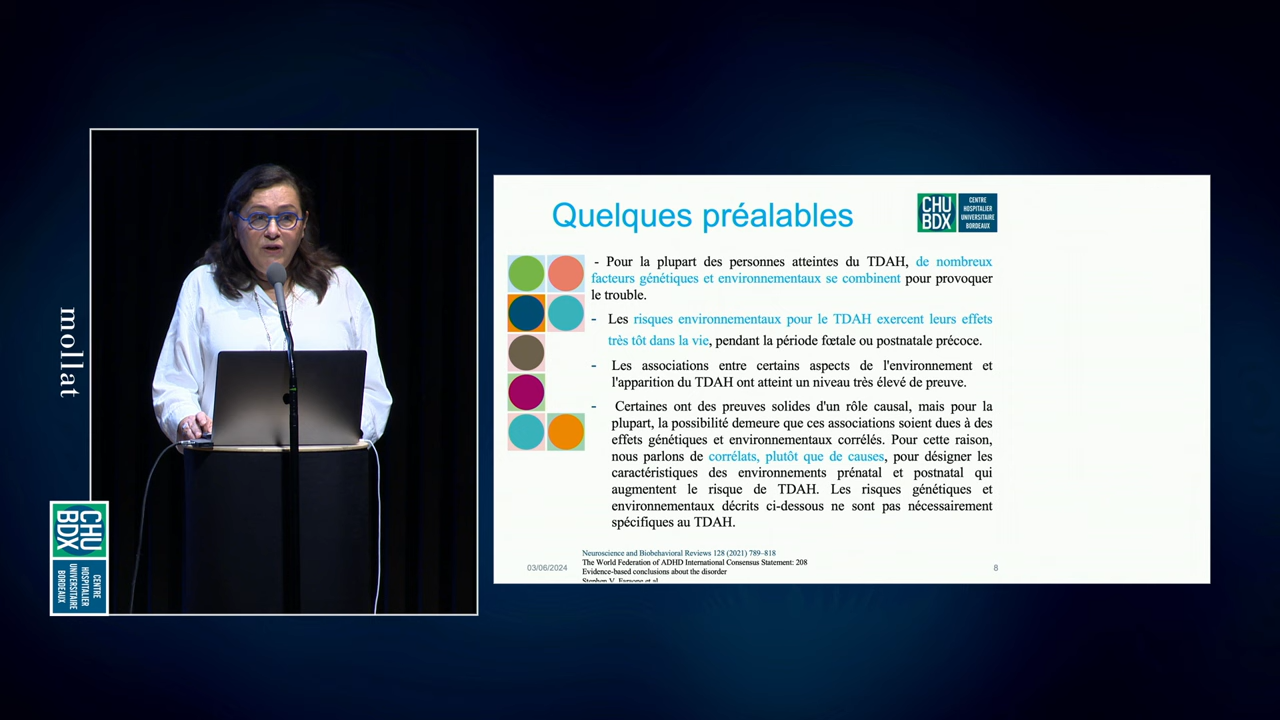 mollat
CHU
BDX
CENTRE
HOSPITALIER
UNIVERSITAIRE
BORDEAUX
Quelques préalables
CHU
BDX
CENTRE
HOSPITALIER
UNIVERSITAIRE
BORDEAUX
- Pour la plupart des personnes atteintes du TDAH, de nombreux
facteurs génétiques et environnementaux se combinent pour provoquer
le trouble.
- Les risques environnementaux pour le TDAH exercent leurs effets
très tôt dans la vie, pendant la période fœtale ou postnatale précoce.
- Les associations entre certains aspects de l'environnement et
l'apparition du TDAH ont atteint un niveau très élevé de preuve.
- Certaines ont des preuves solides d'un rôle causal, mais pour la
plupart, la possibilité demeure que ces associations soient dues à des
effets génétiques et environnementaux corrélés. Pour cette raison,
nous parlons de corrélats, plutôt que de causes, pour désigner les
caractéristiques des environnements prénatal et postnatal qui
augmentent le risque de TDAH. Les risques génétiques et
environnementaux décrits ci-dessous ne sont pas nécessairement
spécifiques au TDAH.
Neuroscience and Biobehavioral Reviews 128 (2021) 789–818
The World Federation of ADHD International Consensus Statement: 208
Evidence-based conclusions about the disorder
Stephen V. Faraone et al
03/06/2024
8